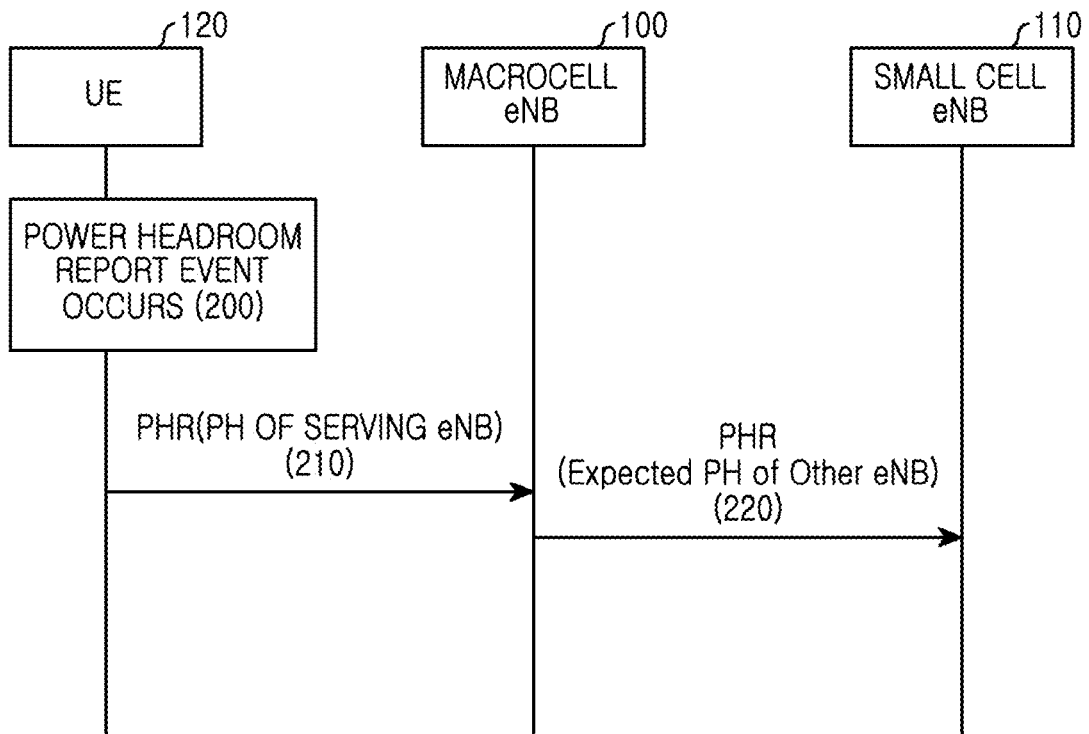 120
100
110
UE
MACROCELL
eNB
SMALL CELL
eNB
POWER HEADROOM
REPORT EVENT
OCCURS (200)
PHR(PH OF SERVING eNB)
(210)
PHR
(Expected PH of Other eNB)
(220)